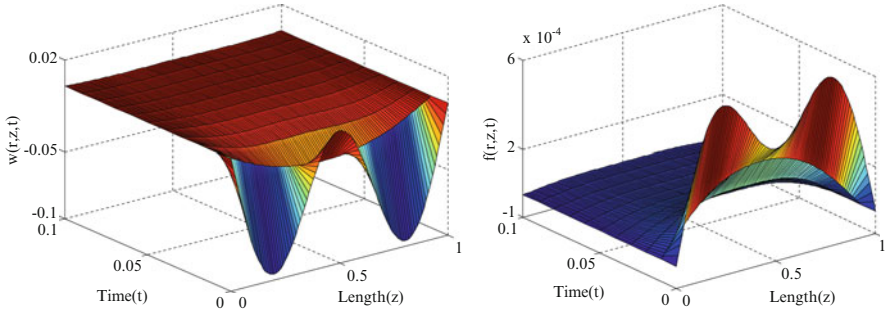 0.02
-0.05
-0.1
0.1
0.05
0
0
0.5
1
w(r,z,t)
Time(t)
Length(z)
x 10⁻⁴
6
2
-1
0.1
0.05
0
0
0.5
1
f(r,z,t)
Time(t)
Length(z)